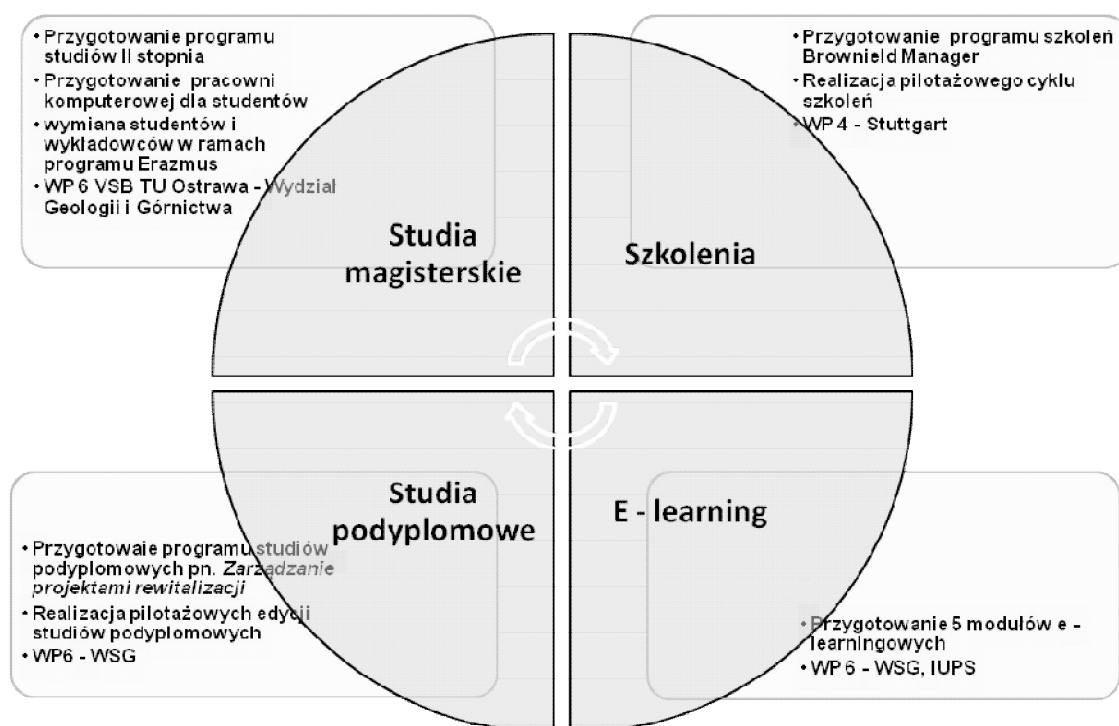 • Przygotowanie programu
studiów II stopnia
• Przygotowanie pracowni
komputerowej dla studentów
• wymiana studentów i
wykładowców w ramach
programu Erasmus
• WP 6 VSB TU Ostrawa - Wydział
Geologii i Górnictwa
Studia
magisterskie
• Przygotowanie programu szkoleń
Brownield Manager
• Realizacja pilotażowego cyklu
szkoleń
• WP 4 - Stuttgart
Szkolenia
Studia
podyplomowe
• Przygotowaie programu studiów
podyplomowych pn. Zarządzanie
projektami rewitalizacji
• Realizacja pilotażowych edycji
studiów podyplomowych
• WP6 - WSG
E - learning
• Przygotowanie 5 modułów e -
learningowych
• WP 6 - WSG, IUPS